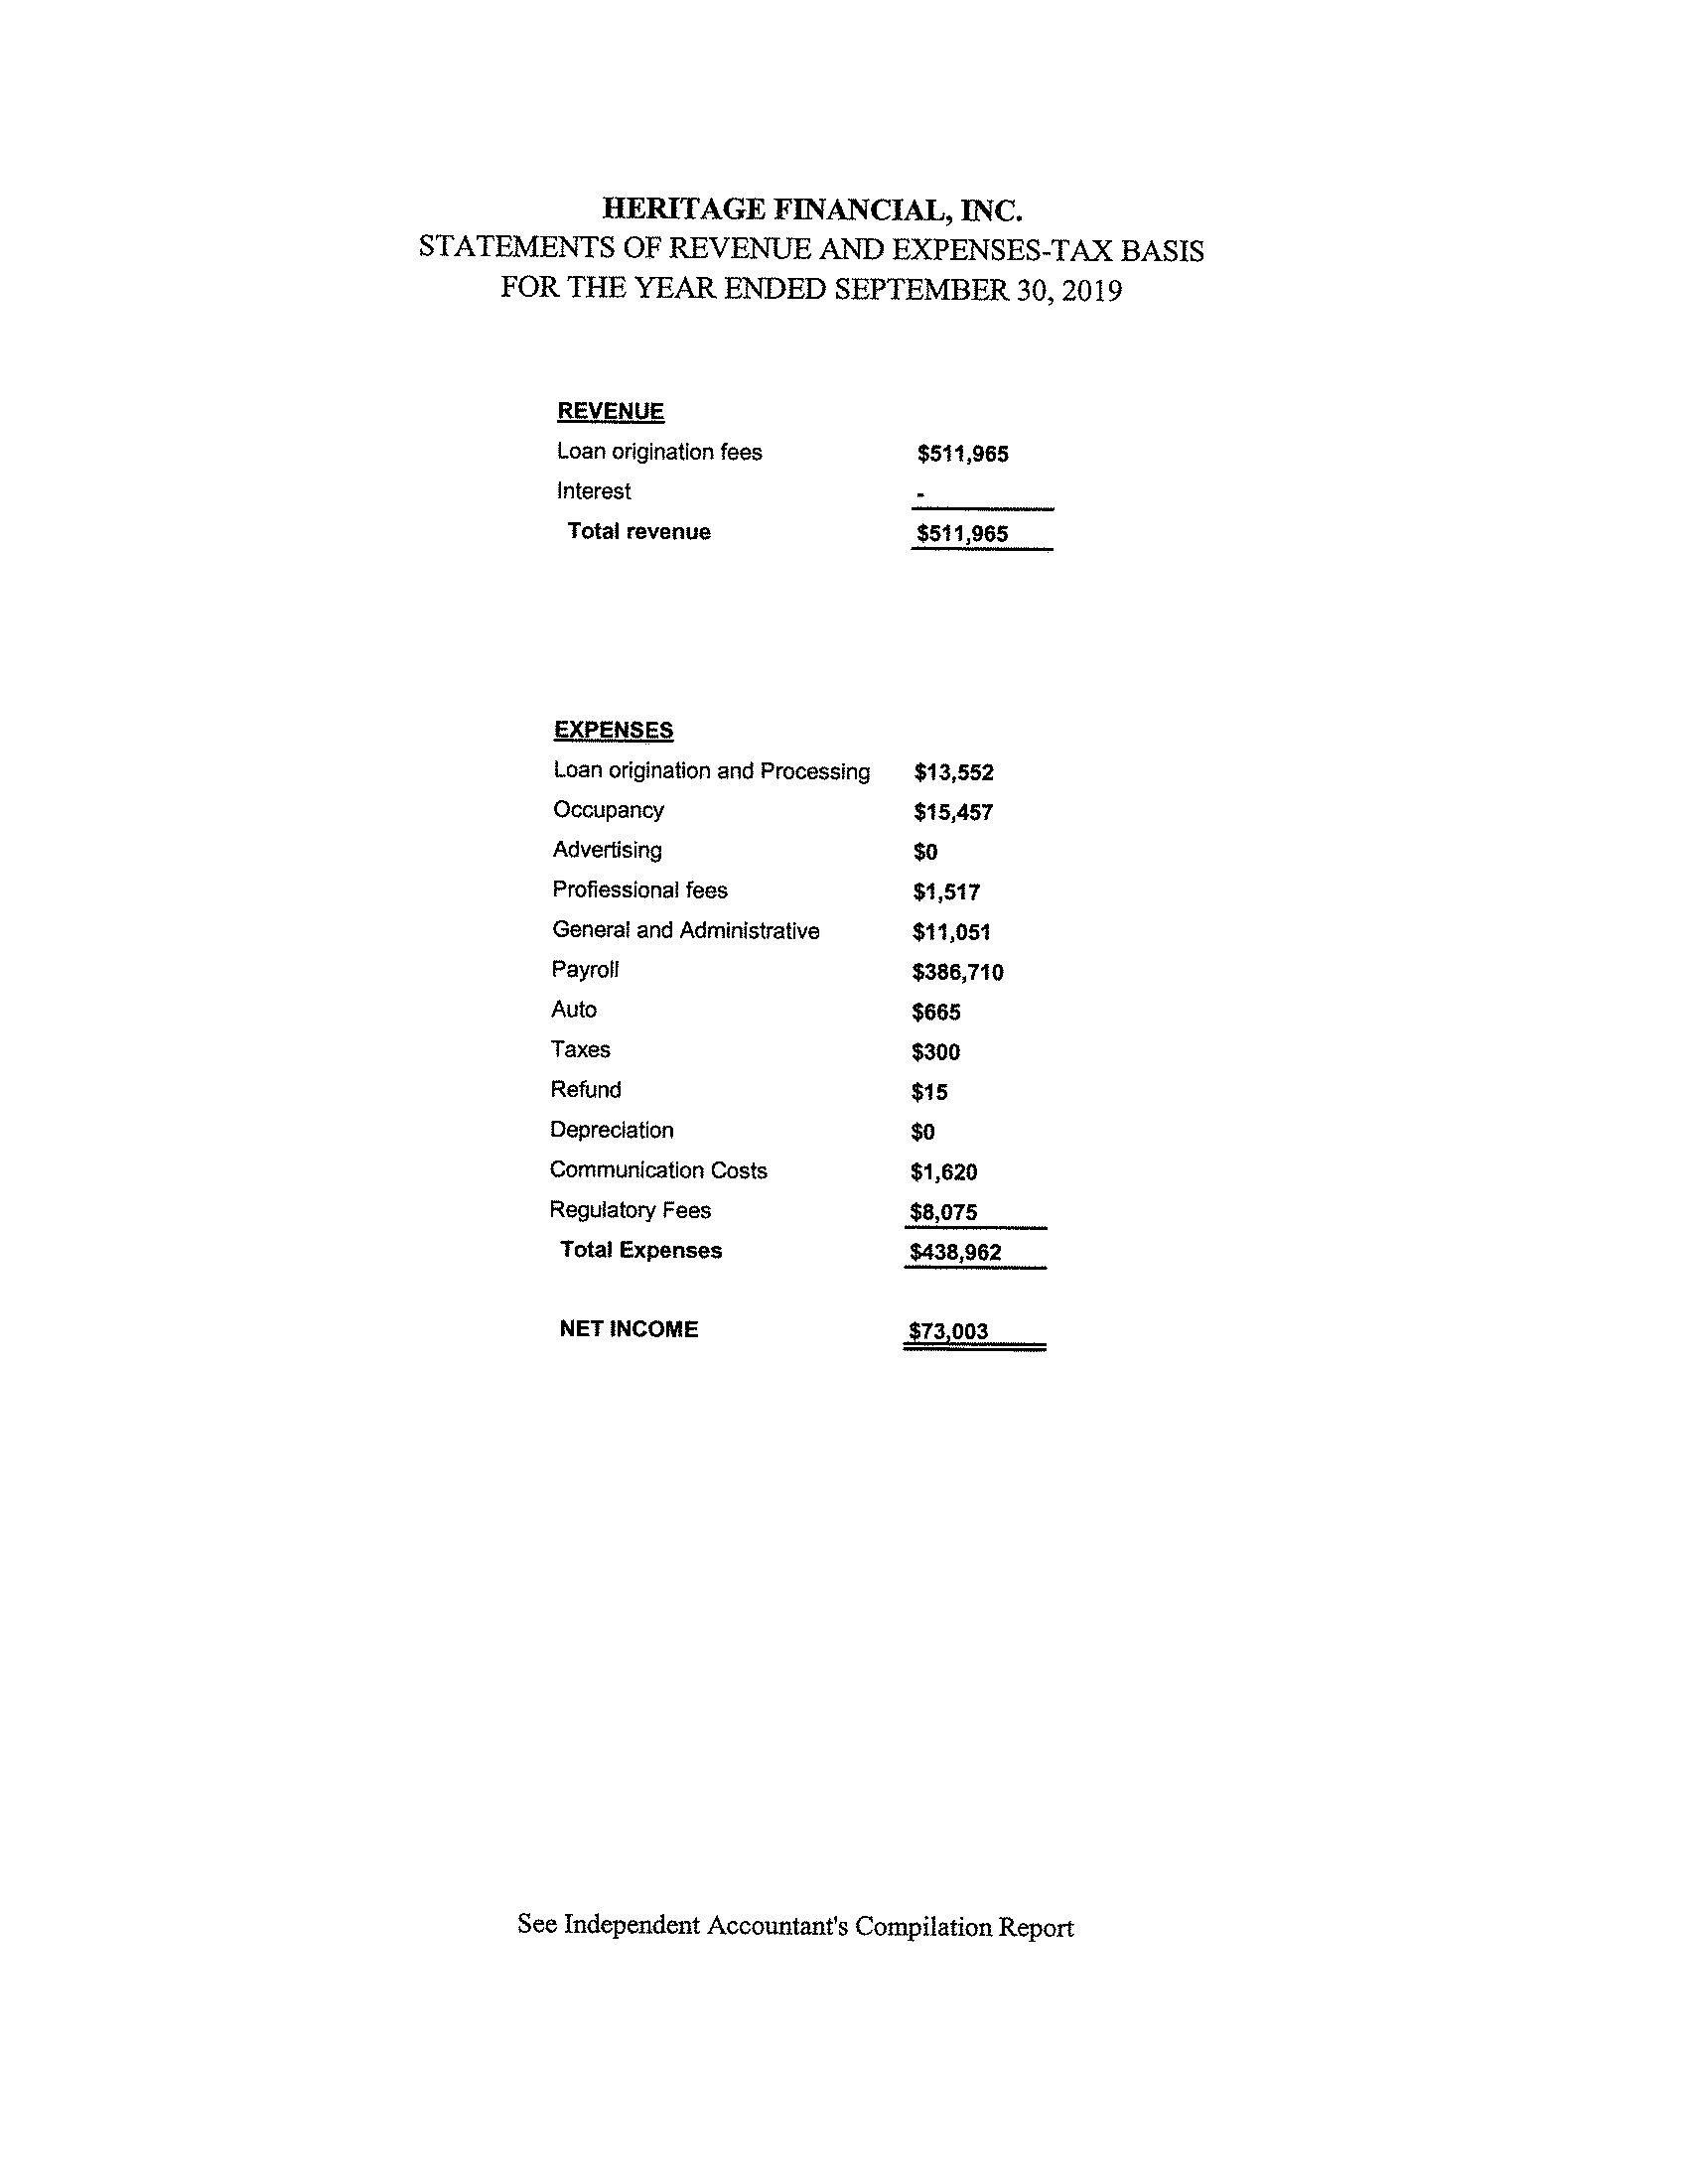 HERITAGE FINANCIAL, INC.
STATEMENTS OF REVENUE AND EXPENSES-TAX BASIS
FOR THE YEAR ENDED SEPTEMBER 30, 2019
REVENUE
Loan origination fees $511,965
Interest -
Total revenue $511,965
EXPENSES
Loan origination and Processing $13,552
Occupancy $15,457
Advertising $0
Profiessional fees $1,517
General and Administrative $11,051
Payroll $386,710
Auto $665
Taxes $300
Refund $15
Depreciation $0
Communication Costs $1,620
Regulatory Fees $8,075
Total Expenses $438,962
NET INCOME $73,003
See Independent Accountant's Compilation Report